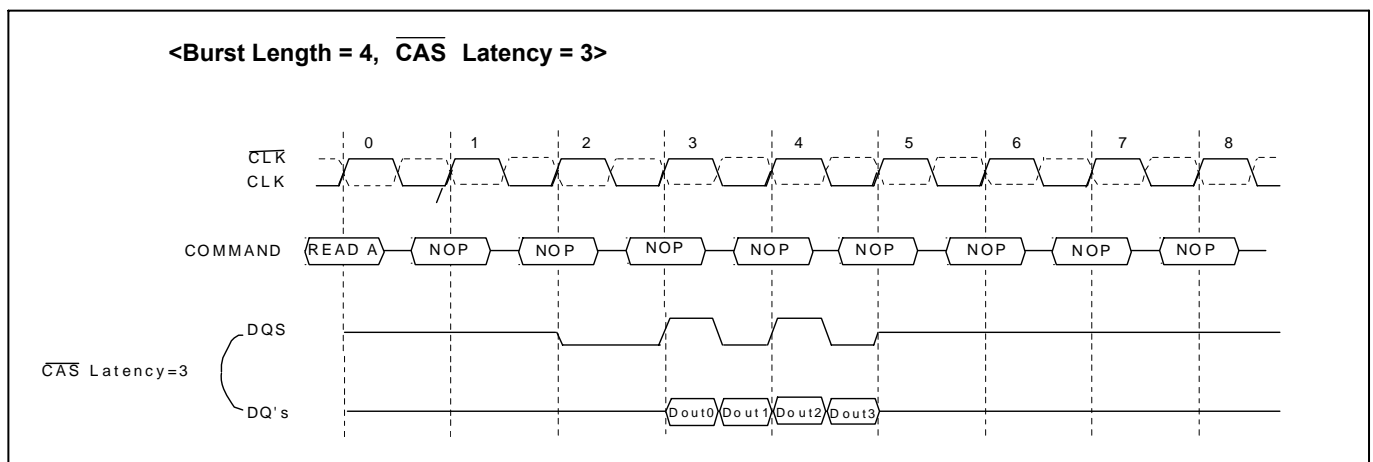 <Burst Length = 4, CAS Latency = 3>
0 1 2 3 4 5 6 7 8
CLK
CLK
COMMAND READ A NOP NOP NOP NOP NOP NOP NOP NOP
DQS
CAS Latency=3
DQ's Dout0 Dout1 Dout2 Dout3